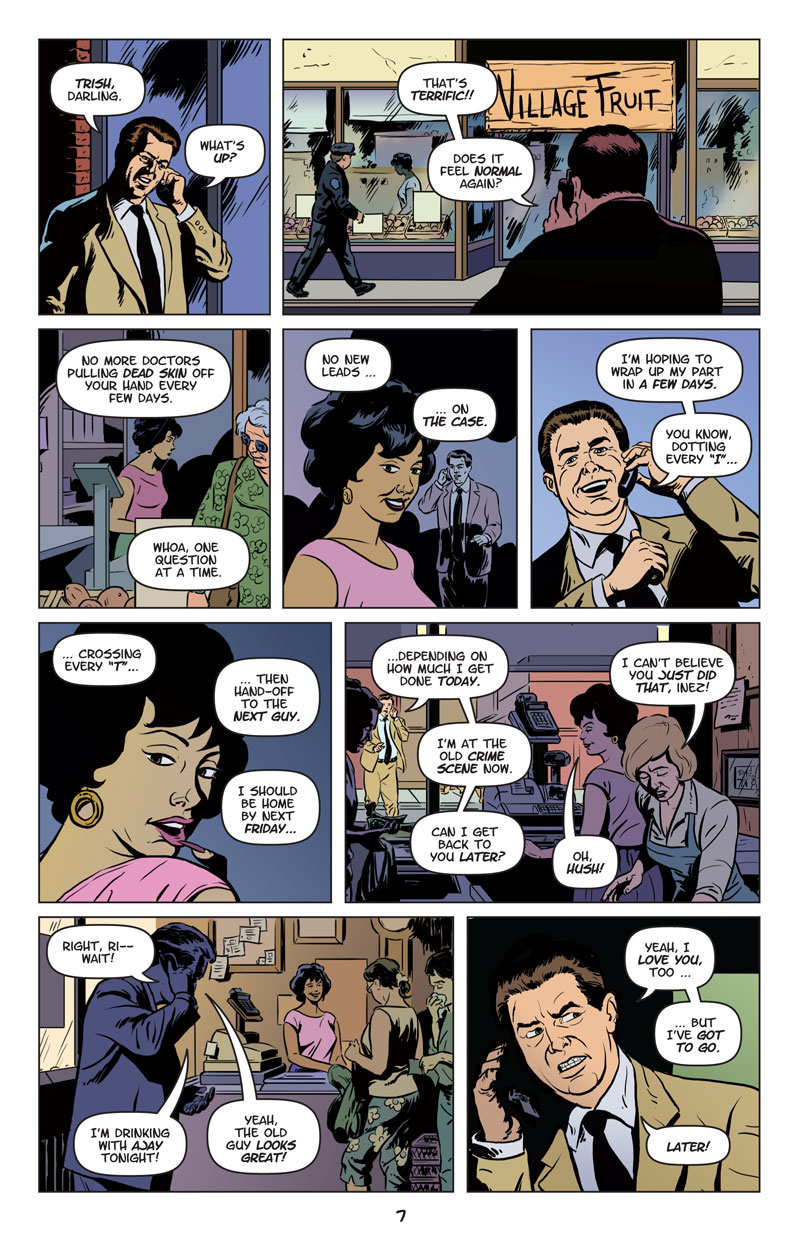 TRISH,
DARLING.
WHAT'S
UP?
THAT'S
TERRIFIC!!
VILLAGE FRUIT
DOES IT
FEEL NORMAL
AGAIN?
NO MORE DOCTORS
PULLING DEAD SKIN OFF
YOUR HAND EVERY
FEW DAYS.
WHOA, ONE
QUESTION
AT A TIME.
NO NEW
LEADS ...
... ON
THE CASE.
I'M HOPING TO
WRAP UP MY PART
IN A FEW DAYS.
YOU KNOW,
DOTTING
EVERY "I"...
... CROSSING
EVERY "T"...
... THEN
HAND-OFF
TO THE
NEXT GUY.
I SHOULD
BE HOME
BY NEXT
FRIDAY...
...DEPENDING ON
HOW MUCH I GET
DONE TODAY.
I'M AT THE
OLD CRIME
SCENE NOW.
CAN I GET
BACK TO
YOU LATER?
I CAN'T BELIEVE
YOU JUST DID
THAT, INEZ!
OH,
HUSH!
RIGHT, RI--
WAIT!
I'M DRINKING
WITH AJAY
TONIGHT!
YEAH,
THE OLD
GUY LOOKS
GREAT!
YEAH, I
LOVE YOU,
TOO ...
... BUT
I'VE GOT
TO GO.
LATER!
7